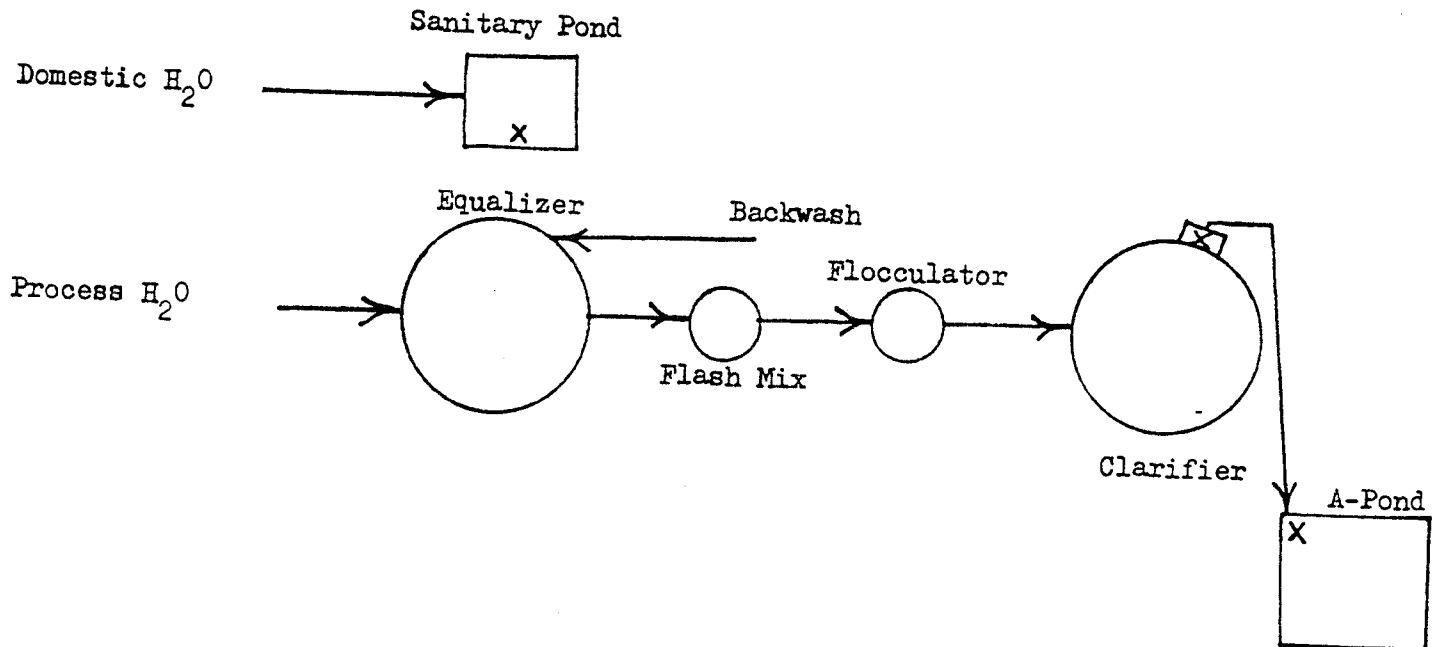 Sanitary Pond
Domestic H₂O
X
Equalizer
Backwash
Process H₂O
Flocculator
X
Flash Mix
Clarifier
A-Pond
X